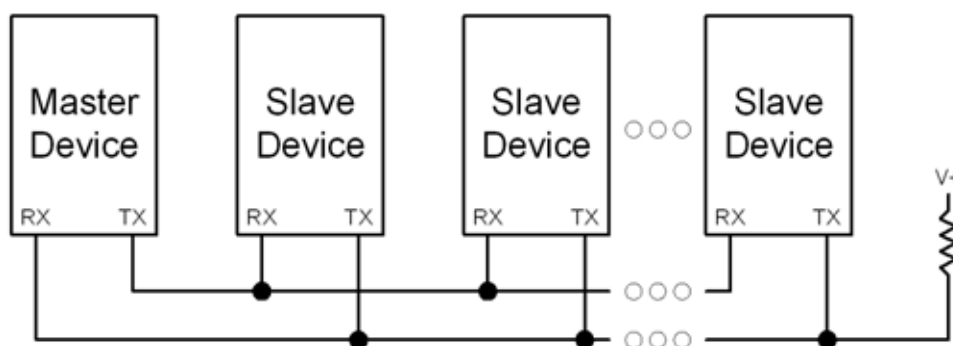 Master
Device
RX TX
Slave
Device
RX TX
Slave
Device
RX TX
Slave
Device
RX TX
V+